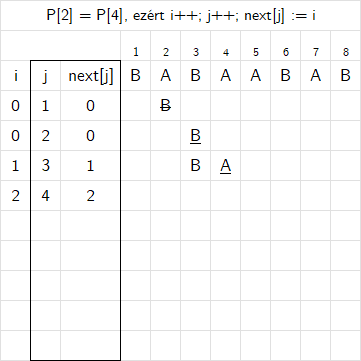 P[2] = P[4], ezért i++; j++; next[j] := i
1 2 3 4 5 6 7 8
i j next[j] B A B A A B A B
0 1 0 B
0 2 0 B
1 3 1 B A
2 4 2